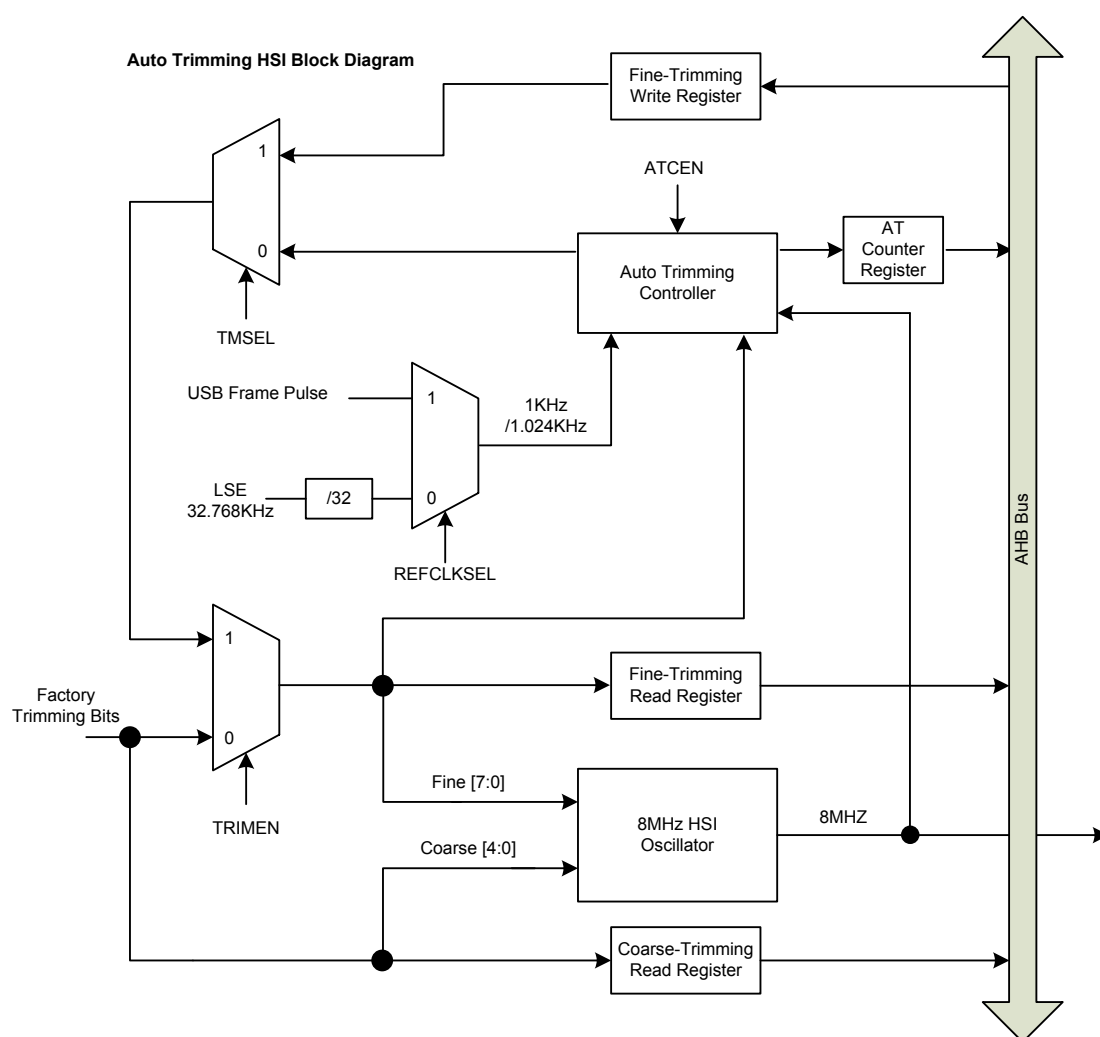 Auto Trimming HSI Block Diagram
Fine-Trimming
Write Register
1
ATCEN
0
Auto Trimming
Controller
AT
Counter
Register
TMSEL
USB Frame Pulse
1
1KHz
/1.024KHz
LSE
32.768KHz
/32
0
REFCLKSEL
AHB Bus
1
Factory
Trimming Bits
0
TRIMEN
Fine-Trimming
Read Register
Fine [7:0]
Coarse [4:0]
8MHz HSI
Oscillator
8MHZ
Coarse-Trimming
Read Register